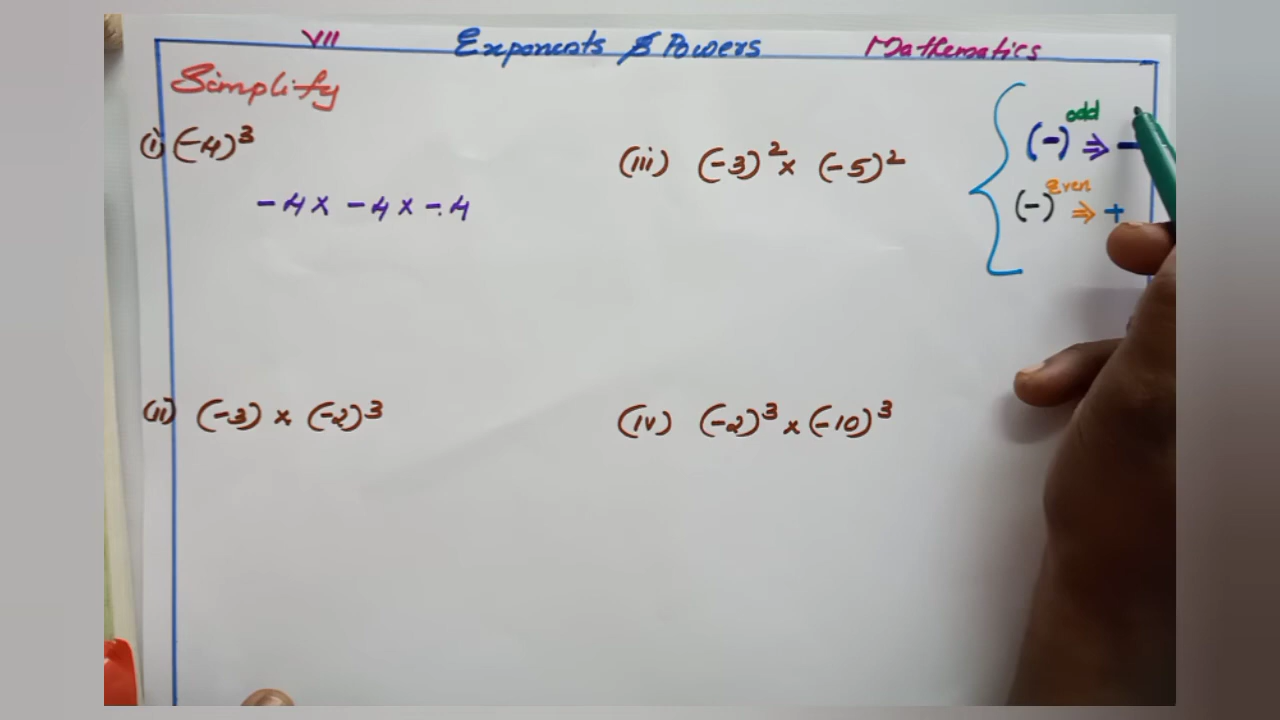 VII Exponents & Powers Mathematics
Simplify
(i) (-4)³
-4 × -4 × -4
(ii) (-3) × (-2)³
(iii) (-3)² × (-5)²
(iv) (-2)³ × (-10)³
(-)ᵒᵈᵈ ⇒ -
(-)ᵉᵛᵉⁿ ⇒ +